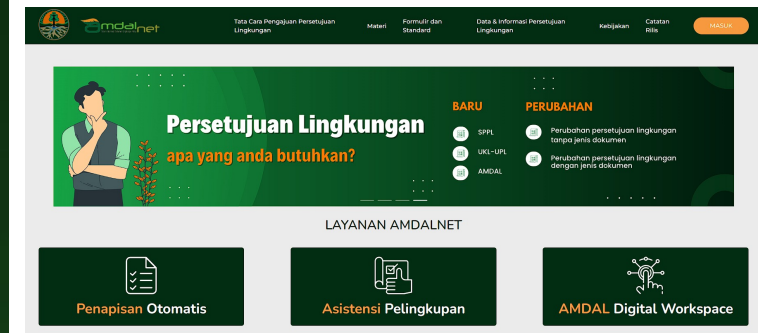 amdalnet
Tata Cara Pengajuan Persetujuan
Lingkungan
Materi
Formulir dan
Standard
Data & Informasi Persetujuan
Lingkungan
Kebijakan
Catatan
Rilis
MASUK
Persetujuan Lingkungan
apa yang anda butuhkan?
BARU
SPPL
UKL-UPL
AMDAL
PERUBAHAN
Perubahan persetujuan lingkungan
tanpa jenis dokumen
Perubahan persetujuan lingkungan
dengan jenis dokumen
LAYANAN AMDALNET
Penapisan Otomatis
Asistensi Pelingkupan
AMDAL Digital Workspace